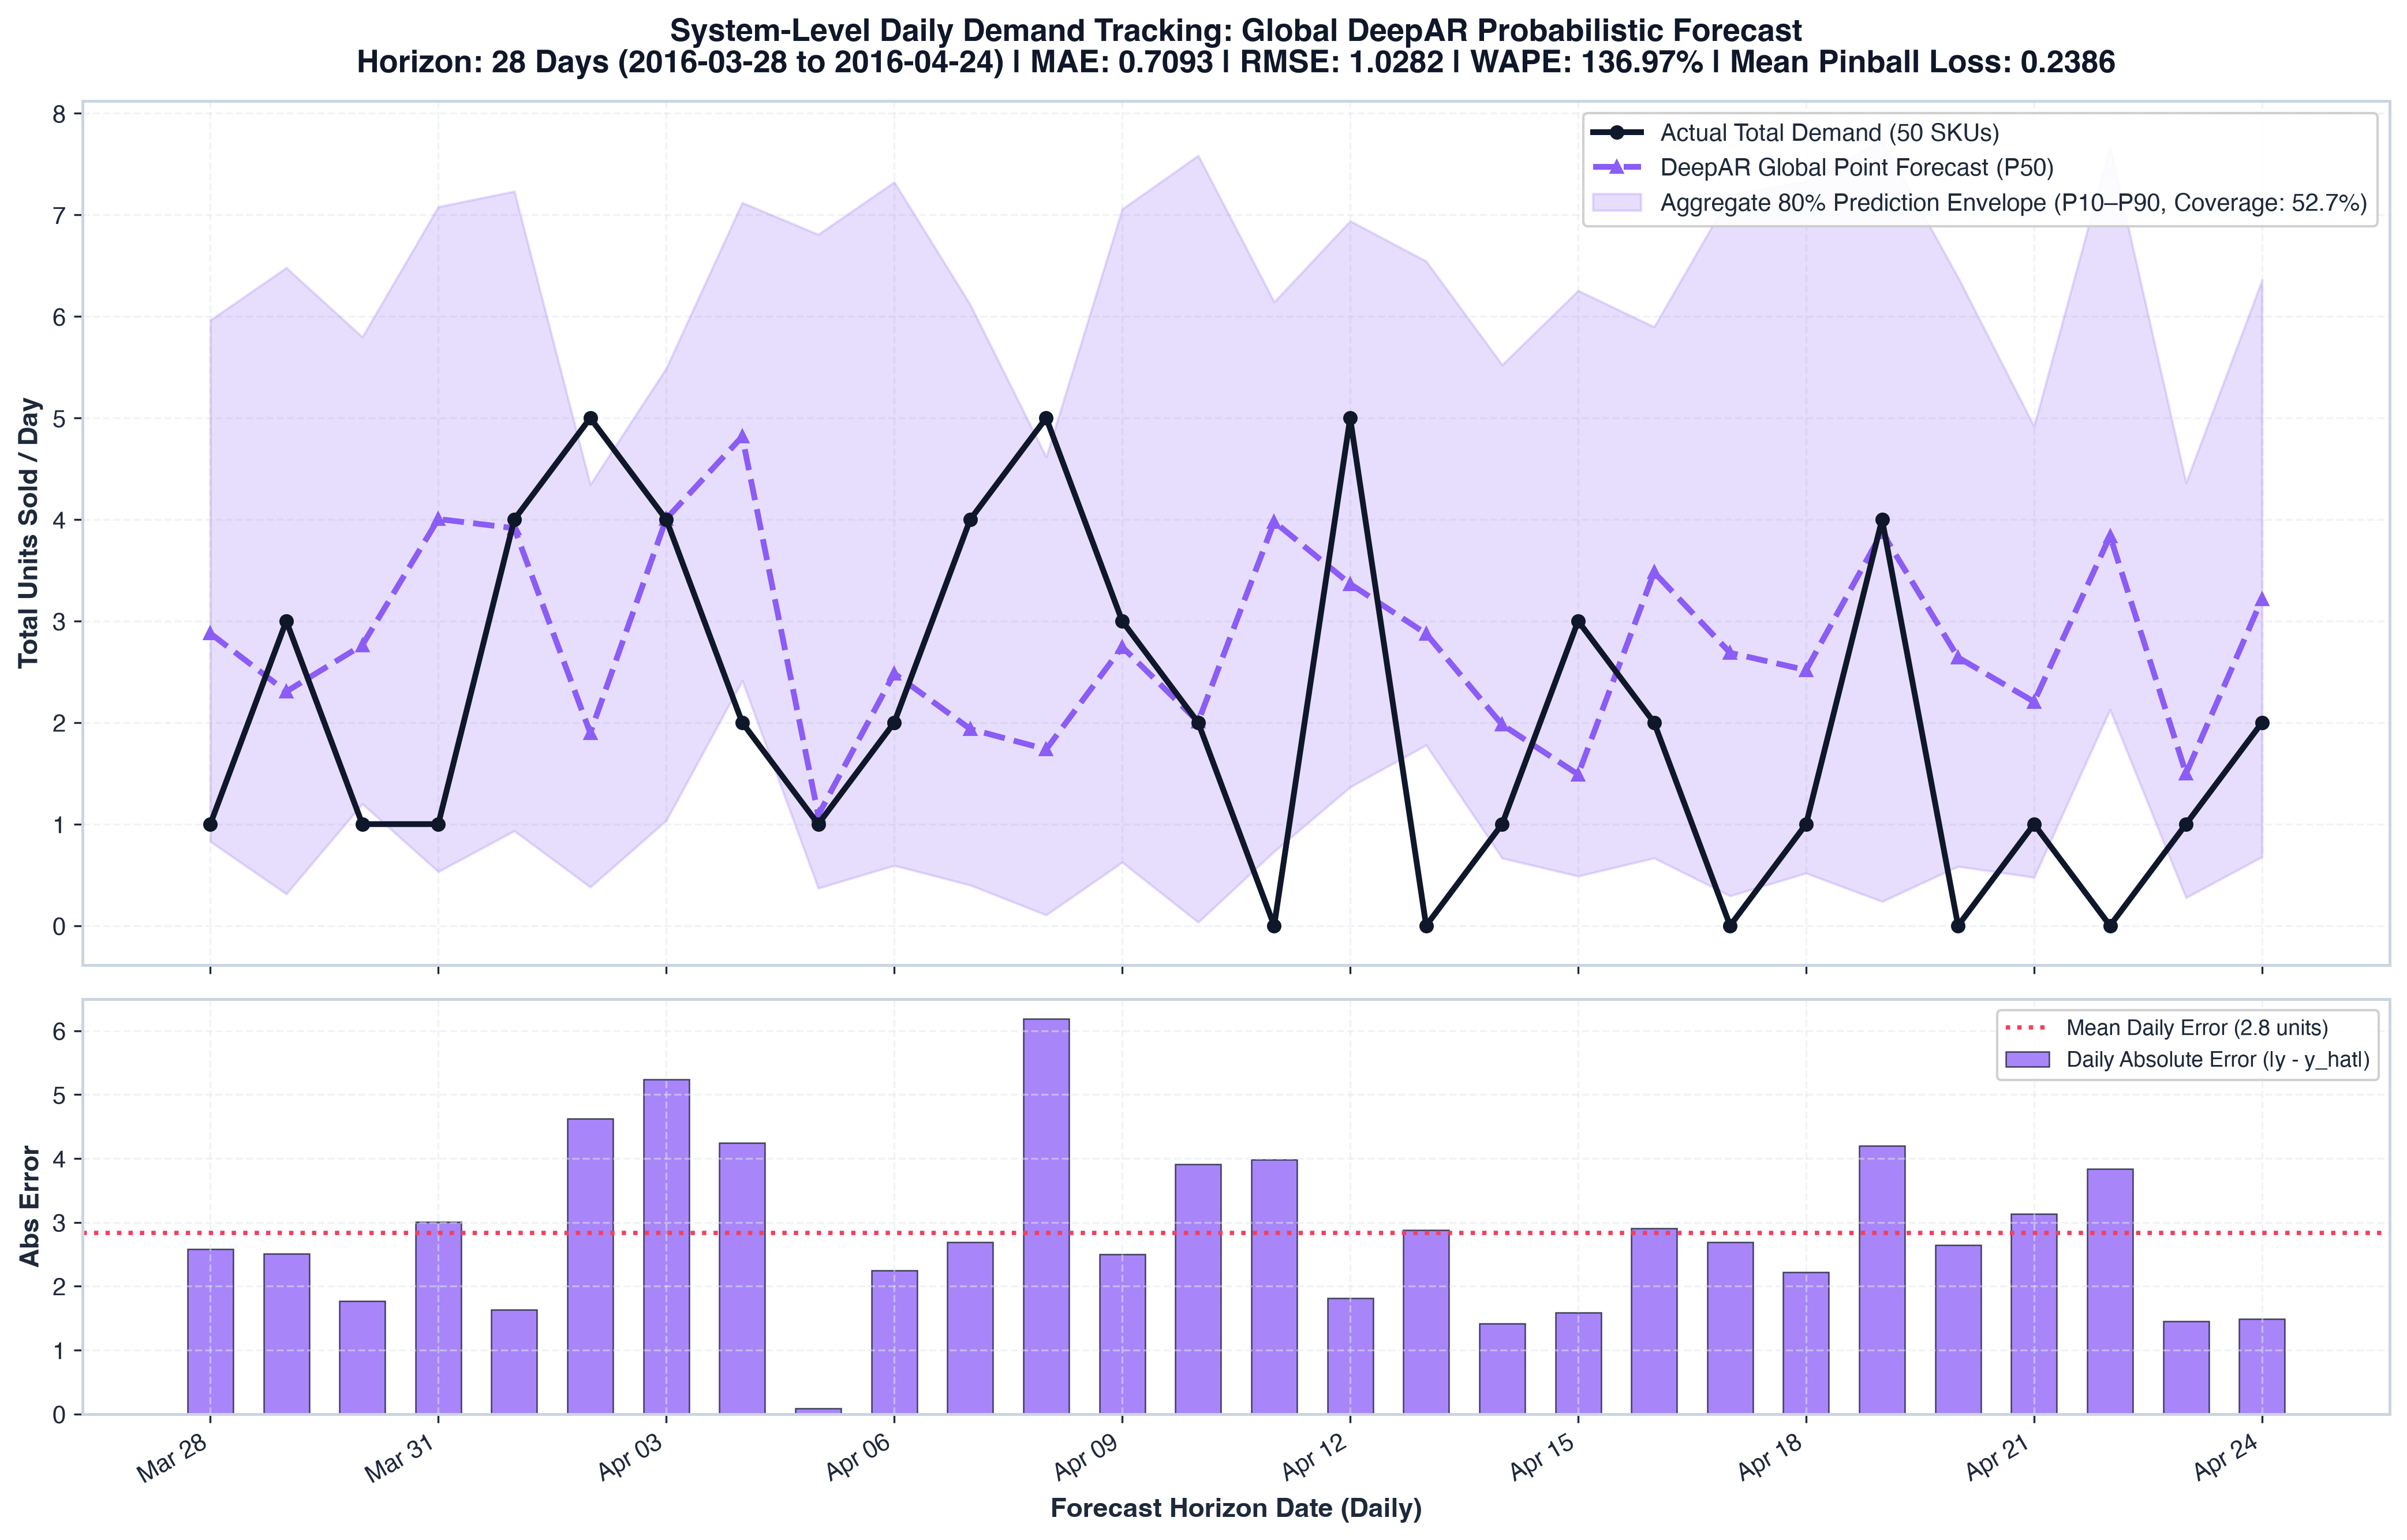 System-Level Daily Demand Tracking: Global DeepAR Probabilistic Forecast
Horizon: 28 Days (2016-03-28 to 2016-04-24) | MAE: 0.7093 | RMSE: 1.0282 | WAPE: 136.97% | Mean Pinball Loss: 0.2386
Total Units Sold / Day
8
7
6
5
4
3
2
1
0
Actual Total Demand (50 SKUs)
DeepAR Global Point Forecast (P50)
Aggregate 80% Prediction Envelope (P10–P90, Coverage: 52.7%)
Abs Error
6
5
4
3
2
1
0
Mean Daily Error (2.8 units)
Daily Absolute Error (|y - y_hat|)
Mar 28
Mar 31
Apr 03
Apr 06
Apr 09
Apr 12
Apr 15
Apr 18
Apr 21
Apr 24
Forecast Horizon Date (Daily)